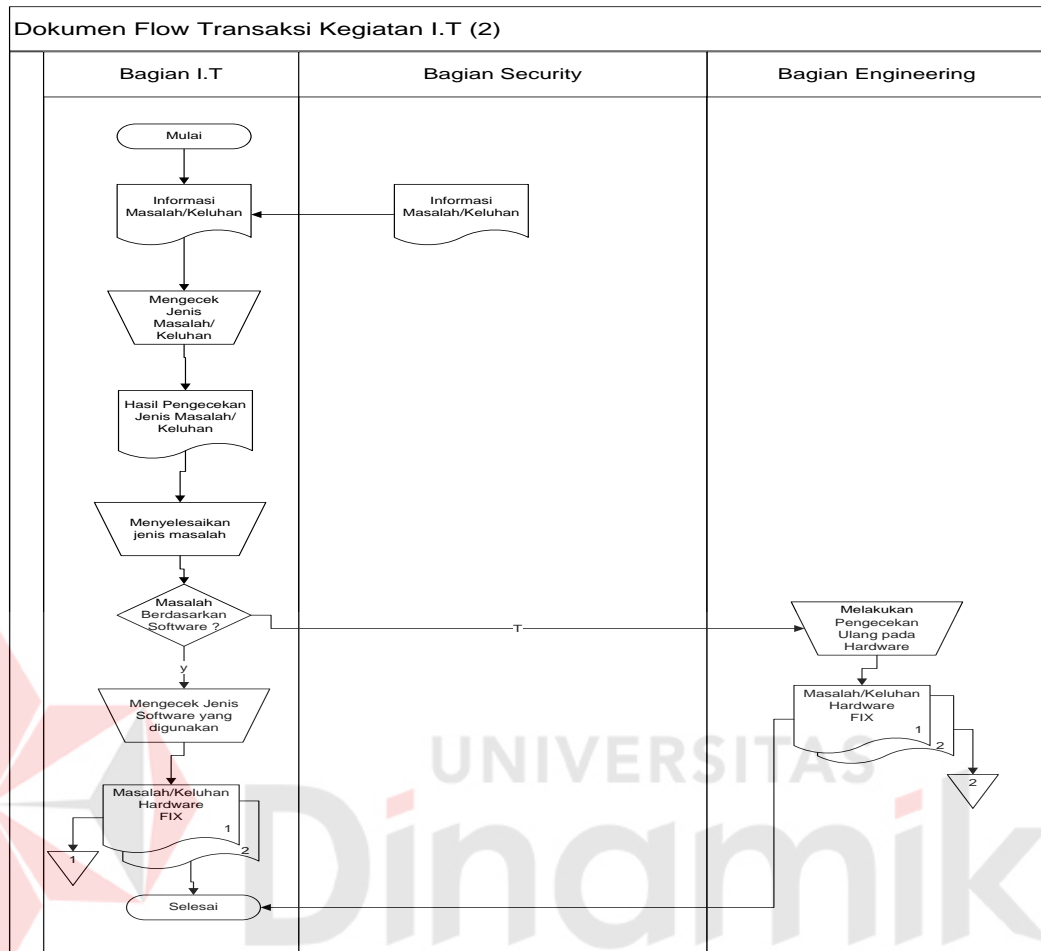 Dokumen Flow Transaksi Kegiatan I.T (2)
Bagian I.T
Bagian Security
Bagian Engineering
Mulai
Informasi
Masalah/Keluhan
Informasi
Masalah/Keluhan
Mengecek
Jenis
Masalah/
Keluhan
Hasil Pengecekan
Jenis Masalah/
Keluhan
Menyelesaikan
jenis masalah
Masalah
Berdasarkan
Software ?
T
Melakukan
Pengecekan
Ulang pada
Hardware
y
Mengecek Jenis
Software yang
digunakan
Masalah/Keluhan
Hardware
FIX
1
2
2
Masalah/Keluhan
Hardware
FIX
1
2
1
Selesai
UNIVERSITAS
Dinamik